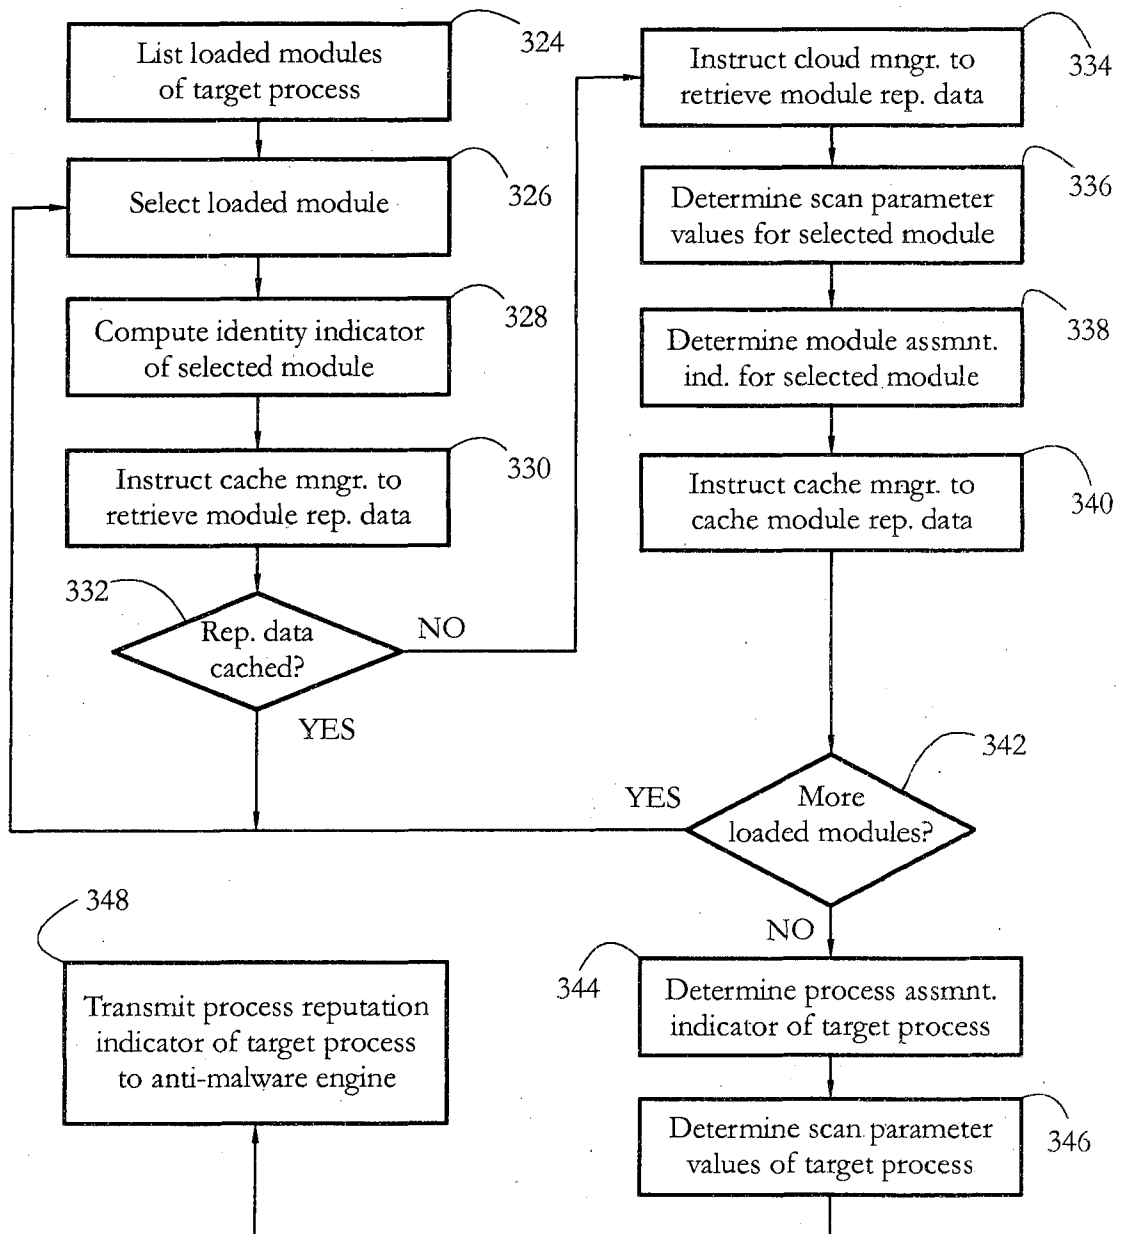 List loaded modules
of target process
324
Select loaded module
326
Compute identity indicator
of selected module
328
Instruct cache mngr. to
retrieve module rep. data
330
332
Rep. data
cached?
NO
YES
Instruct cloud mngr. to
retrieve module rep. data
334
Determine scan parameter
values for selected module
336
Determine module assmnt.
ind. for selected module
338
Instruct cache mngr. to
cache module rep. data
340
342
More
loaded modules?
YES
NO
344
Determine process assmnt.
indicator of target process
Determine scan parameter
values of target process
346
348
Transmit process reputation
indicator of target process
to anti-malware engine